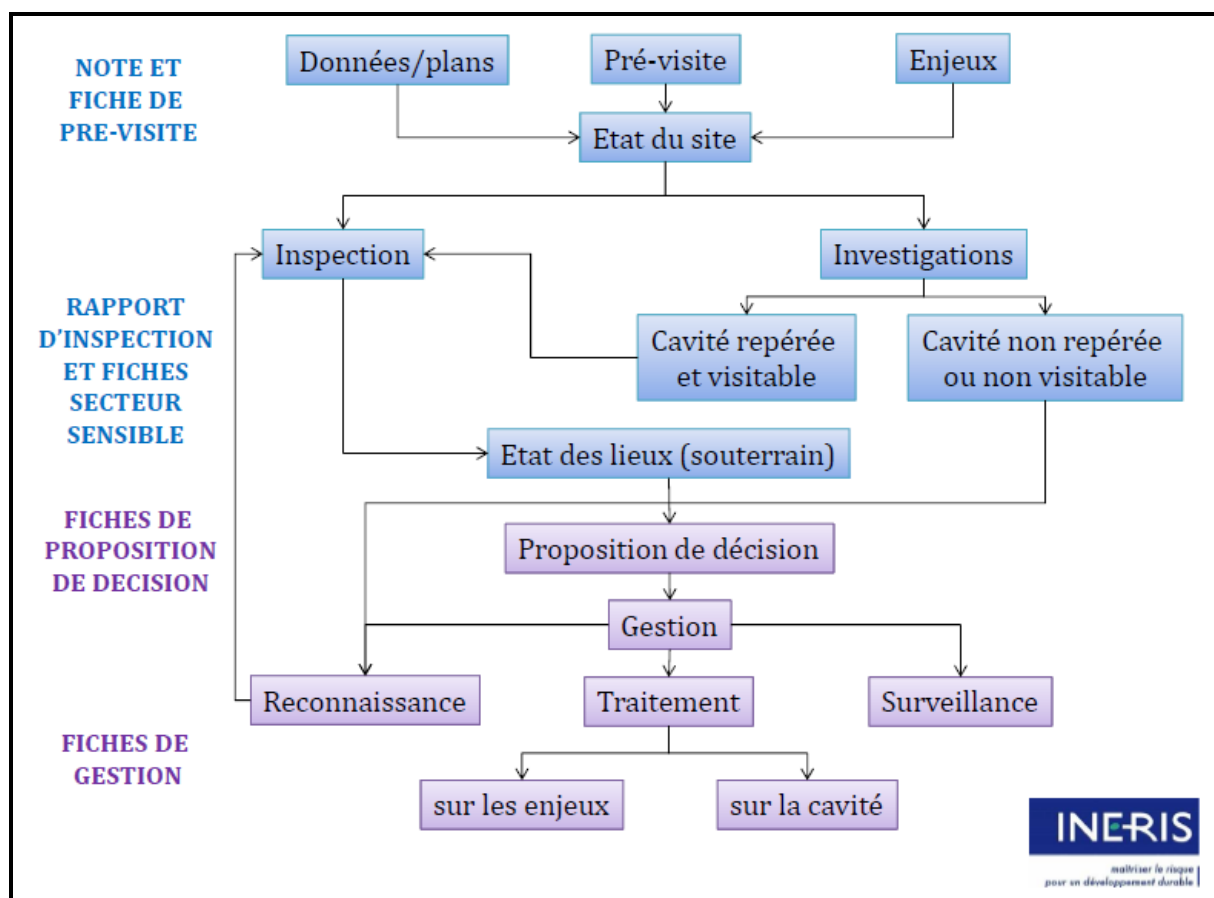 NOTE ET
FICHE DE
PRE-VISITE
Données/plans
Pré-visite
Enjeux
Etat du site
Inspection
Investigations
RAPPORT
D'INSPECTION
ET FICHES
SECTEUR
SENSIBLE
Cavité repérée
et visitable
Cavité non repérée
ou non visitable
Etat des lieux (souterrain)
FICHES DE
PROPOSITION
DE DECISION
Proposition de décision
Gestion
Reconnaissance
Traitement
Surveillance
FICHES DE
GESTION
sur les enjeux
sur la cavité
INERIS
maîtriser le risque
pour un développement durable